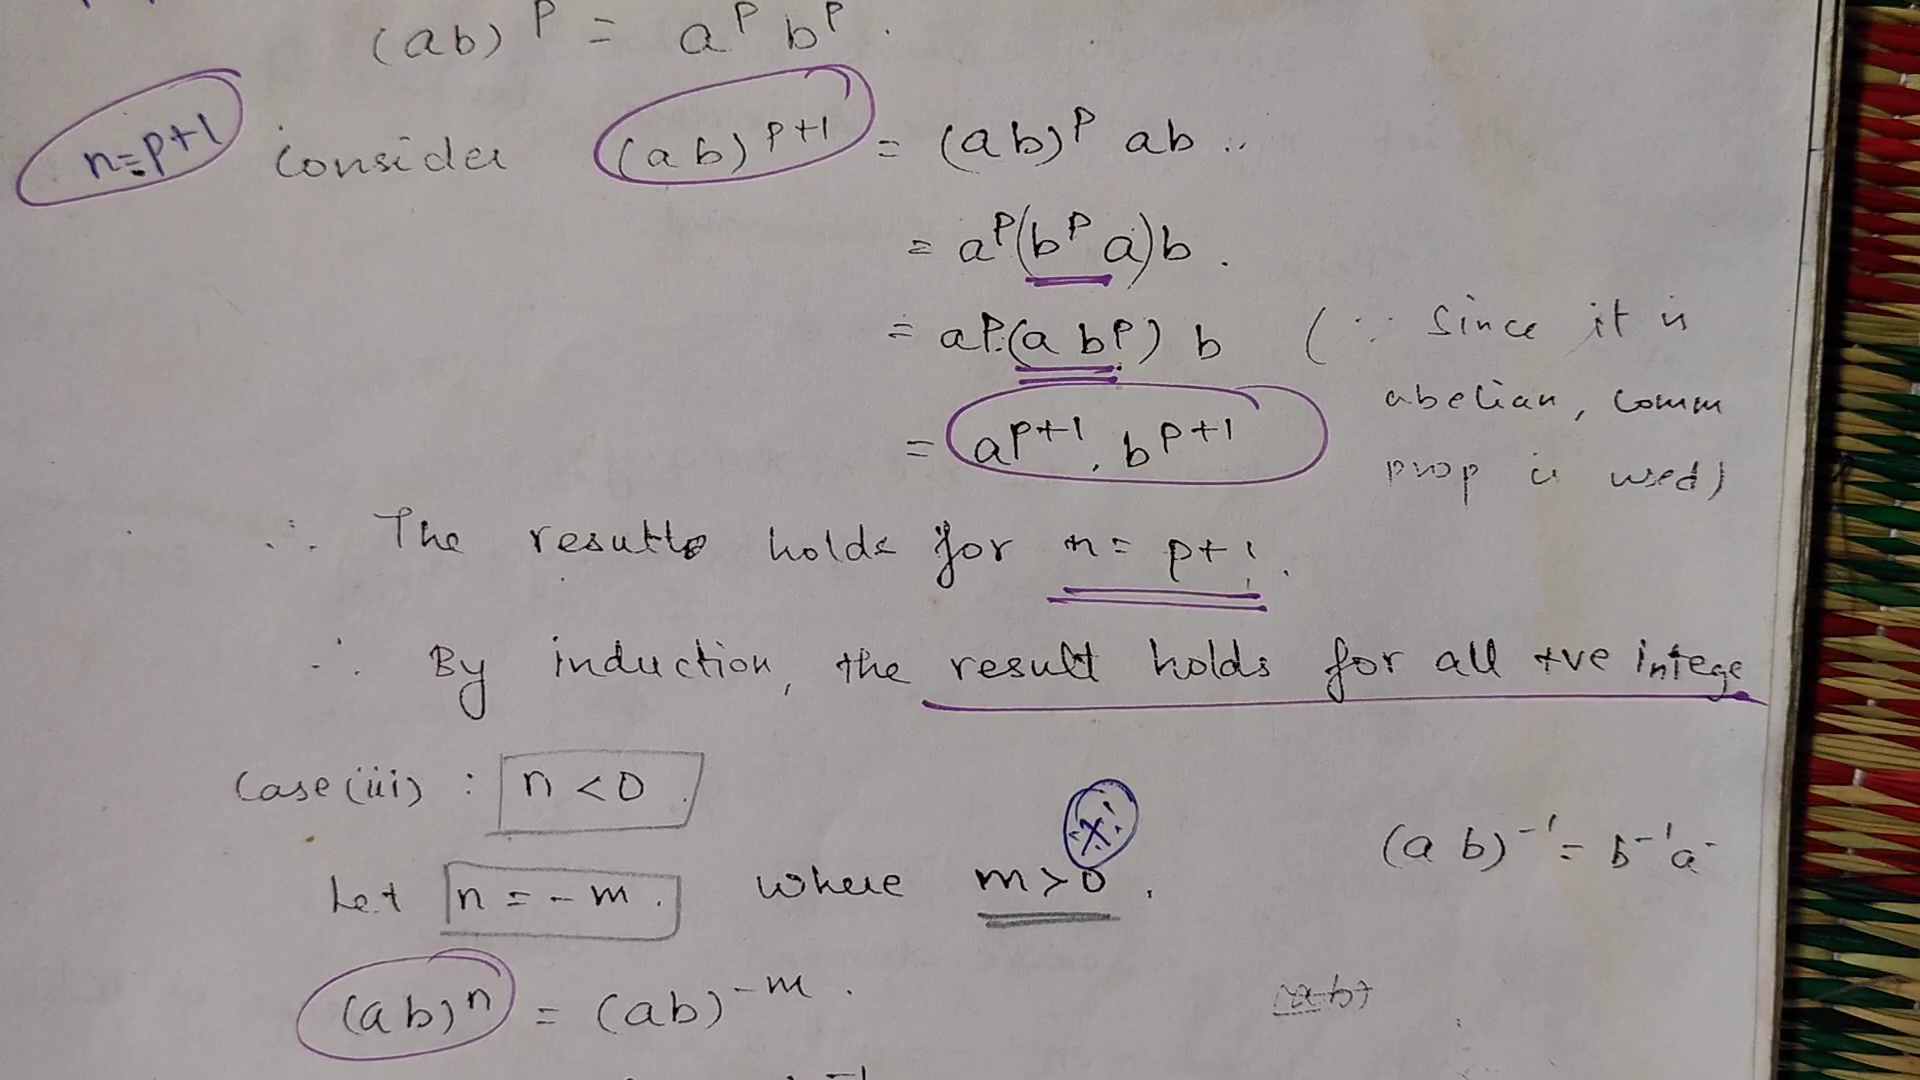 (ab)^p = a^p b^p.
n=p+1 consider (ab)^p+1 = (ab)^p ab ..
= a^p(b^p a)b.
= a^p.(a b^p) b (∵ since it is
abelian, comm
prop is used)
= a^p+1 . b^p+1
∴ The results holds for n= p+1.
∴ By induction, the result holds for all +ve intege
Case (iii) : n <0.
(a b)^-1 = b^-1 a^-
Let n = -m. where m>0.
(ab)^n = (ab)^-m.
(ab)
-1